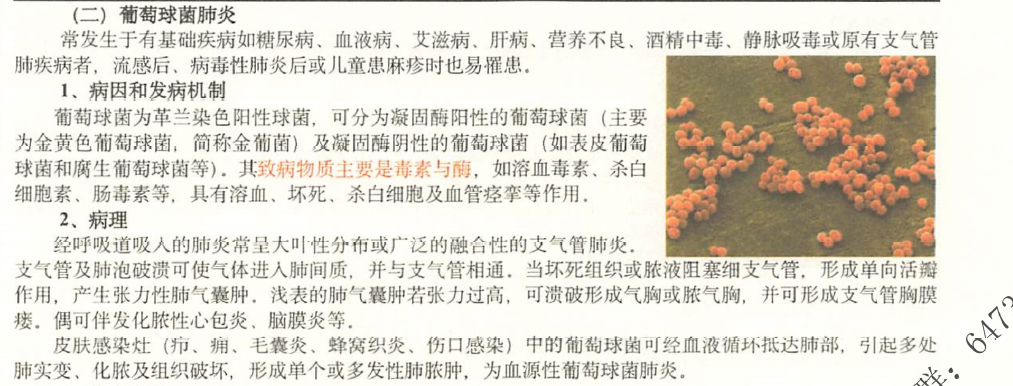 （二）葡萄球菌肺炎
常发生于有基础疾病如糖尿病、血液病、艾滋病、肝病、营养不良、酒精中毒、静脉吸毒或原有支气管
肺疾病者，流感后、病毒性肺炎后或儿童患麻疹时也易罹患。
1、病因和发病机制
葡萄球菌为革兰染色阳性球菌，可分为凝固酶阳性的葡萄球菌（主要
为金黄色葡萄球菌，简称金葡菌）及凝固酶阴性的葡萄球菌（如表皮葡萄
球菌和腐生葡萄球菌等）。其致病物质主要是毒素与酶，如溶血毒素、杀白
细胞素、肠毒素等，具有溶血、坏死、杀白细胞及血管痉挛等作用。
2、病理
经呼吸道吸入的肺炎常呈大叶性分布或广泛的融合性的支气管肺炎。
支气管及肺泡破溃可使气体进入肺间质，并与支气管相通。当坏死组织或脓液阻塞细支气管，形成单向活瓣
作用，产生张力性肺气囊肿。浅表的肺气囊肿若张力过高，可溃破形成气胸或脓气胸，并可形成支气管胸膜
瘘。偶可伴发化脓性心包炎、脑膜炎等。
皮肤感染灶（疖、痈、毛囊炎、蜂窝织炎、伤口感染）中的葡萄球菌可经血液循环抵达肺部，引起多处
肺实变、化脓及组织破坏，形成单个或多发性肺脓肿，为血源性葡萄球菌肺炎。
群：6473